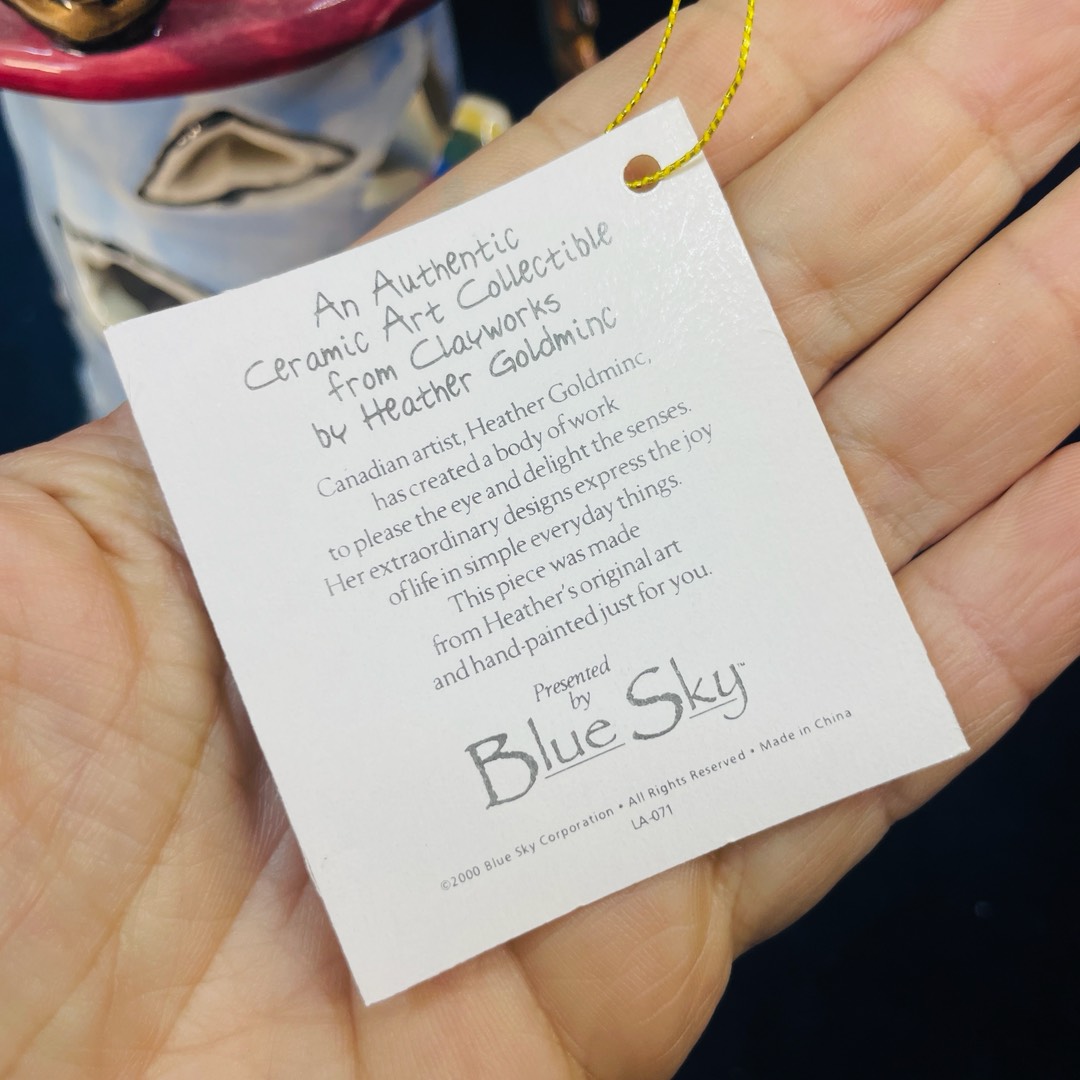 An Authentic
Ceramic Art Collectible
from Clayworks
by Heather Goldminc
Canadian artist, Heather Goldminc,
has created a body of work
to please the eye and delight the senses.
Her extraordinary designs express the joy
of life in simple everyday things.
This piece was made
from Heather's original art
and hand-painted just for you.
Presented
by
Blue Sky™
©2000 Blue Sky Corporation • All Rights Reserved • Made in China
LA-071